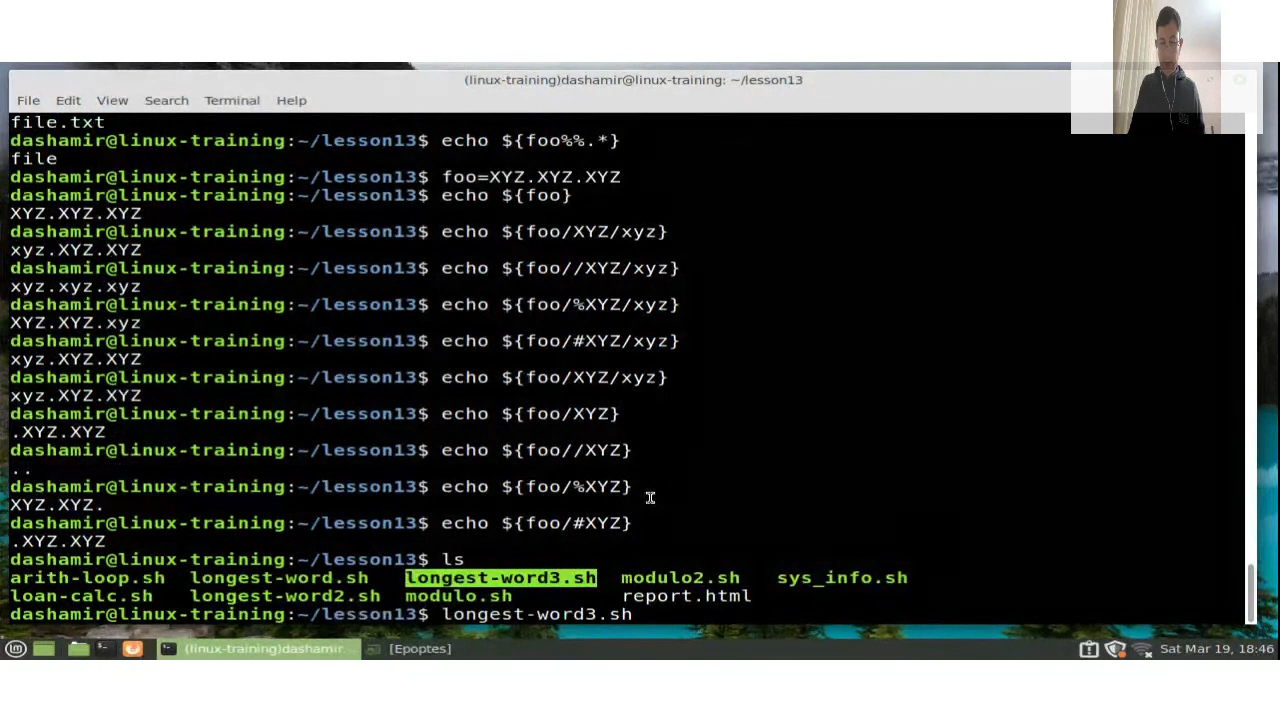 (linux-training)dashamir@linux-training: ~/lesson13
File Edit View Search Terminal Help
file.txt
dashamir@linux-training:~/lesson13$ echo ${foo%%.*}
file
dashamir@linux-training:~/lesson13$ foo=XYZ.XYZ.XYZ
dashamir@linux-training:~/lesson13$ echo ${foo}
XYZ.XYZ.XYZ
dashamir@linux-training:~/lesson13$ echo ${foo/XYZ/xyz}
xyz.XYZ.XYZ
dashamir@linux-training:~/lesson13$ echo ${foo//XYZ/xyz}
xyz.xyz.xyz
dashamir@linux-training:~/lesson13$ echo ${foo/%XYZ/xyz}
XYZ.XYZ.xyz
dashamir@linux-training:~/lesson13$ echo ${foo/#XYZ/xyz}
xyz.XYZ.XYZ
dashamir@linux-training:~/lesson13$ echo ${foo/XYZ/xyz}
xyz.XYZ.XYZ
dashamir@linux-training:~/lesson13$ echo ${foo/XYZ}
.XYZ.XYZ
dashamir@linux-training:~/lesson13$ echo ${foo//XYZ}
..
dashamir@linux-training:~/lesson13$ echo ${foo/%XYZ}
XYZ.XYZ.
dashamir@linux-training:~/lesson13$ echo ${foo/#XYZ}
.XYZ.XYZ
dashamir@linux-training:~/lesson13$ ls
arith-loop.sh longest-word.sh longest-word3.sh modulo2.sh sys_info.sh
loan-calc.sh longest-word2.sh modulo.sh report.html
dashamir@linux-training:~/lesson13$ longest-word3.sh
(linux-training)dashamir... [Epoptes] Sat Mar 19, 18:46